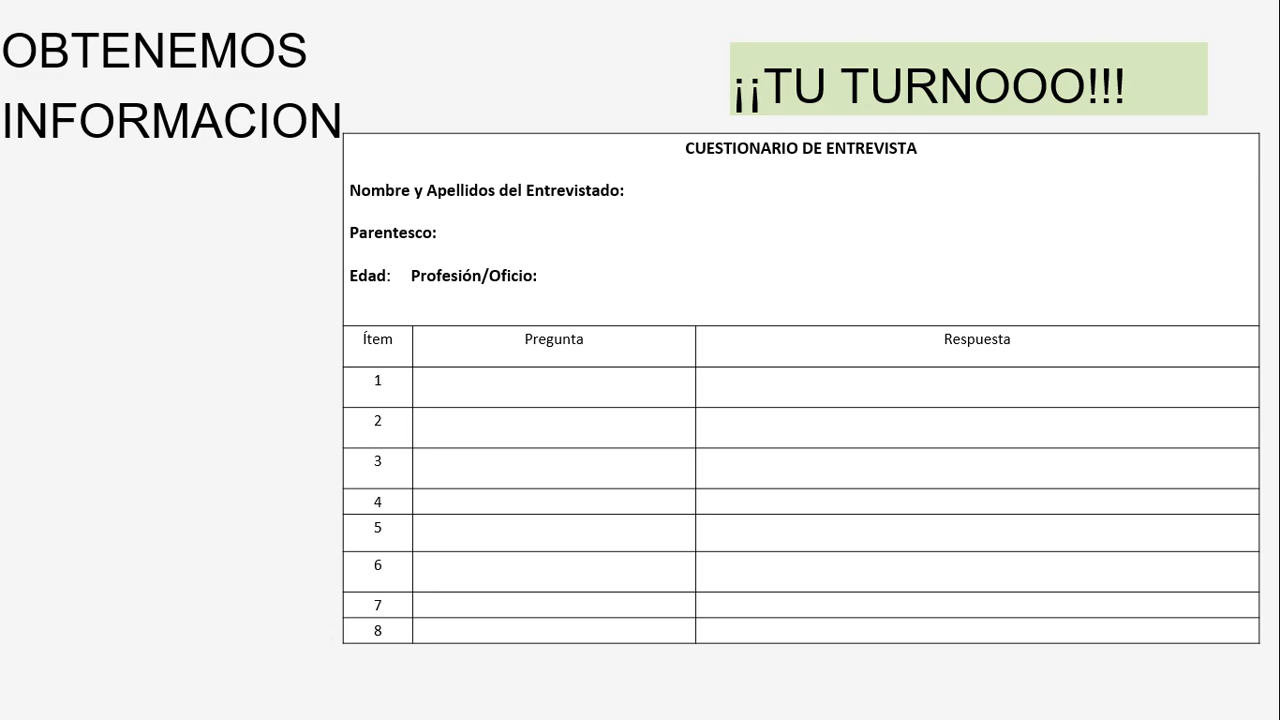 OBTENEMOS
INFORMACION
¡¡TU TURNOOO!!!
CUESTIONARIO DE ENTREVISTA
Nombre y Apellidos del Entrevistado:
Parentesco:
Edad: Profesión/Oficio:
Ítem Pregunta Respuesta
1
2
3
4
5
6
7
8